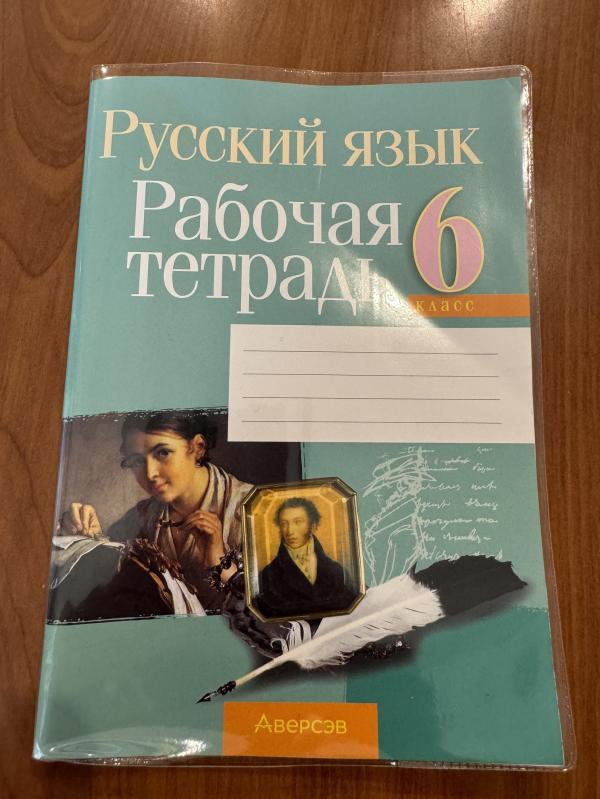 Русский язык
Рабочая
тетрадь
6
класс
Аверсэв